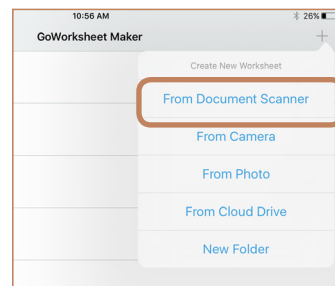 10:56 AM
26%
GoWorksheet Maker
+
Create New Worksheet
From Document Scanner
From Camera
From Photo
From Cloud Drive
New Folder